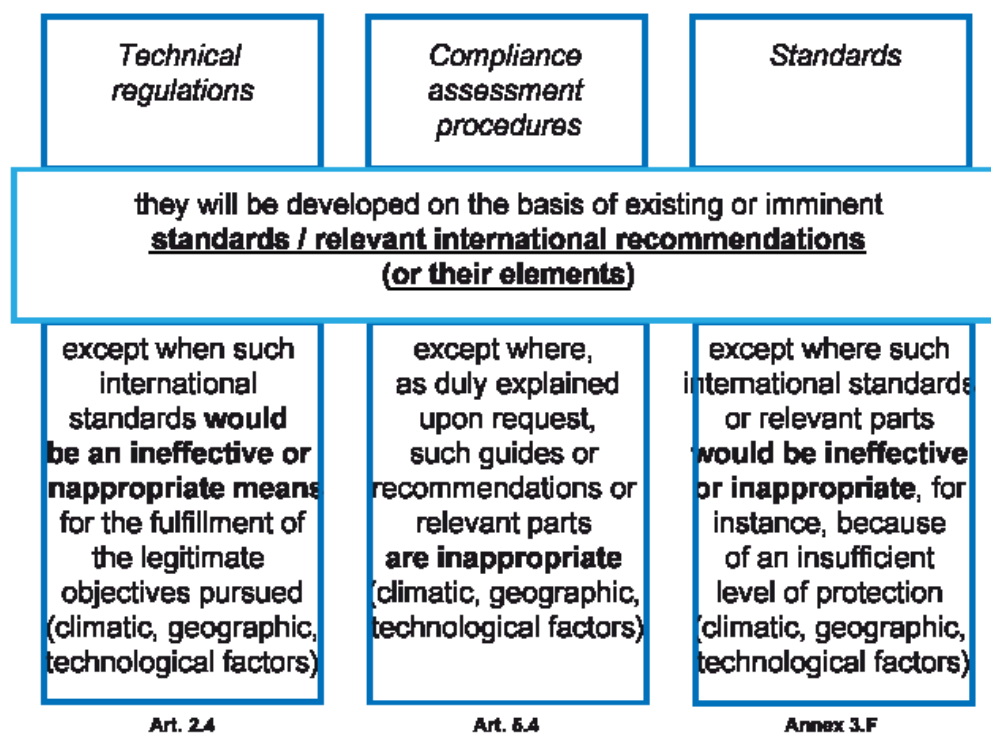 Technical
regulations
Compliance
assessment
procedures
Standards
they will be developed on the basis of existing or imminent
standards / relevant international recommendations
(or their elements)
except when such
international
standards would
be an ineffective or
nappropriate means
for the fulfillment of
the legitimate
objectives pursued
(climatic, geographic,
technological factors)
Art. 2.4
except where,
as duly explained
upon request,
such guides or
recommendations or
relevant parts
are inappropriate
(climatic, geographic,
technological factors)
Art. 5.4
except where such
international standards
or relevant parts
would be ineffective
or inappropriate, for
instance, because
of an insufficient
level of protection
(climatic, geographic,
technological factors)
Annex 3.F